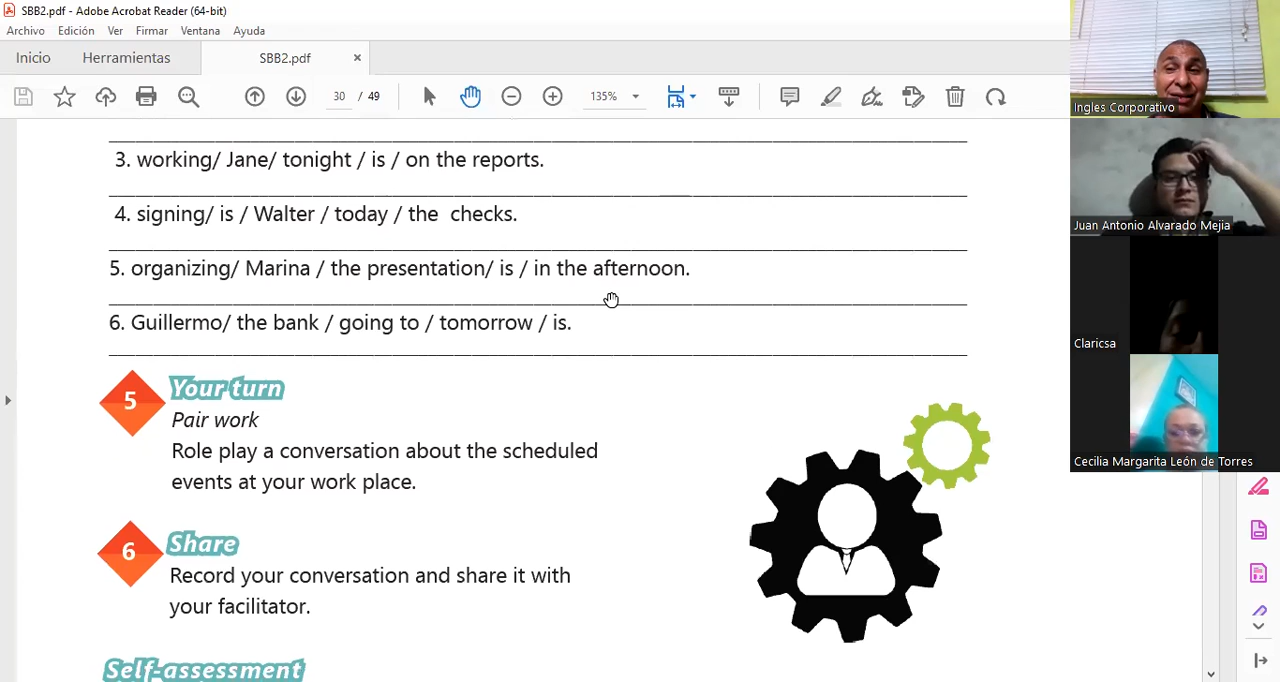 SBB2.pdf - Adobe Acrobat Reader (64-bit)
Archivo Edición Ver Firmar Ventana Ayuda
Inicio Herramientas SBB2.pdf ×
30 / 49 135%
3. working/ Jane/ tonight / is / on the reports.
4. signing/ is / Walter / today / the checks.
5. organizing/ Marina / the presentation/ is / in the afternoon.
6. Guillermo/ the bank / going to / tomorrow / is.
5 Your turn
Pair work
Role play a conversation about the scheduled
events at your work place.
6 Share
Record your conversation and share it with
your facilitator.
Self-assessment
Ingles Corporativo
Juan Antonio Alvarado Mejia
Claricsa
Cecilia Margarita León de Torres